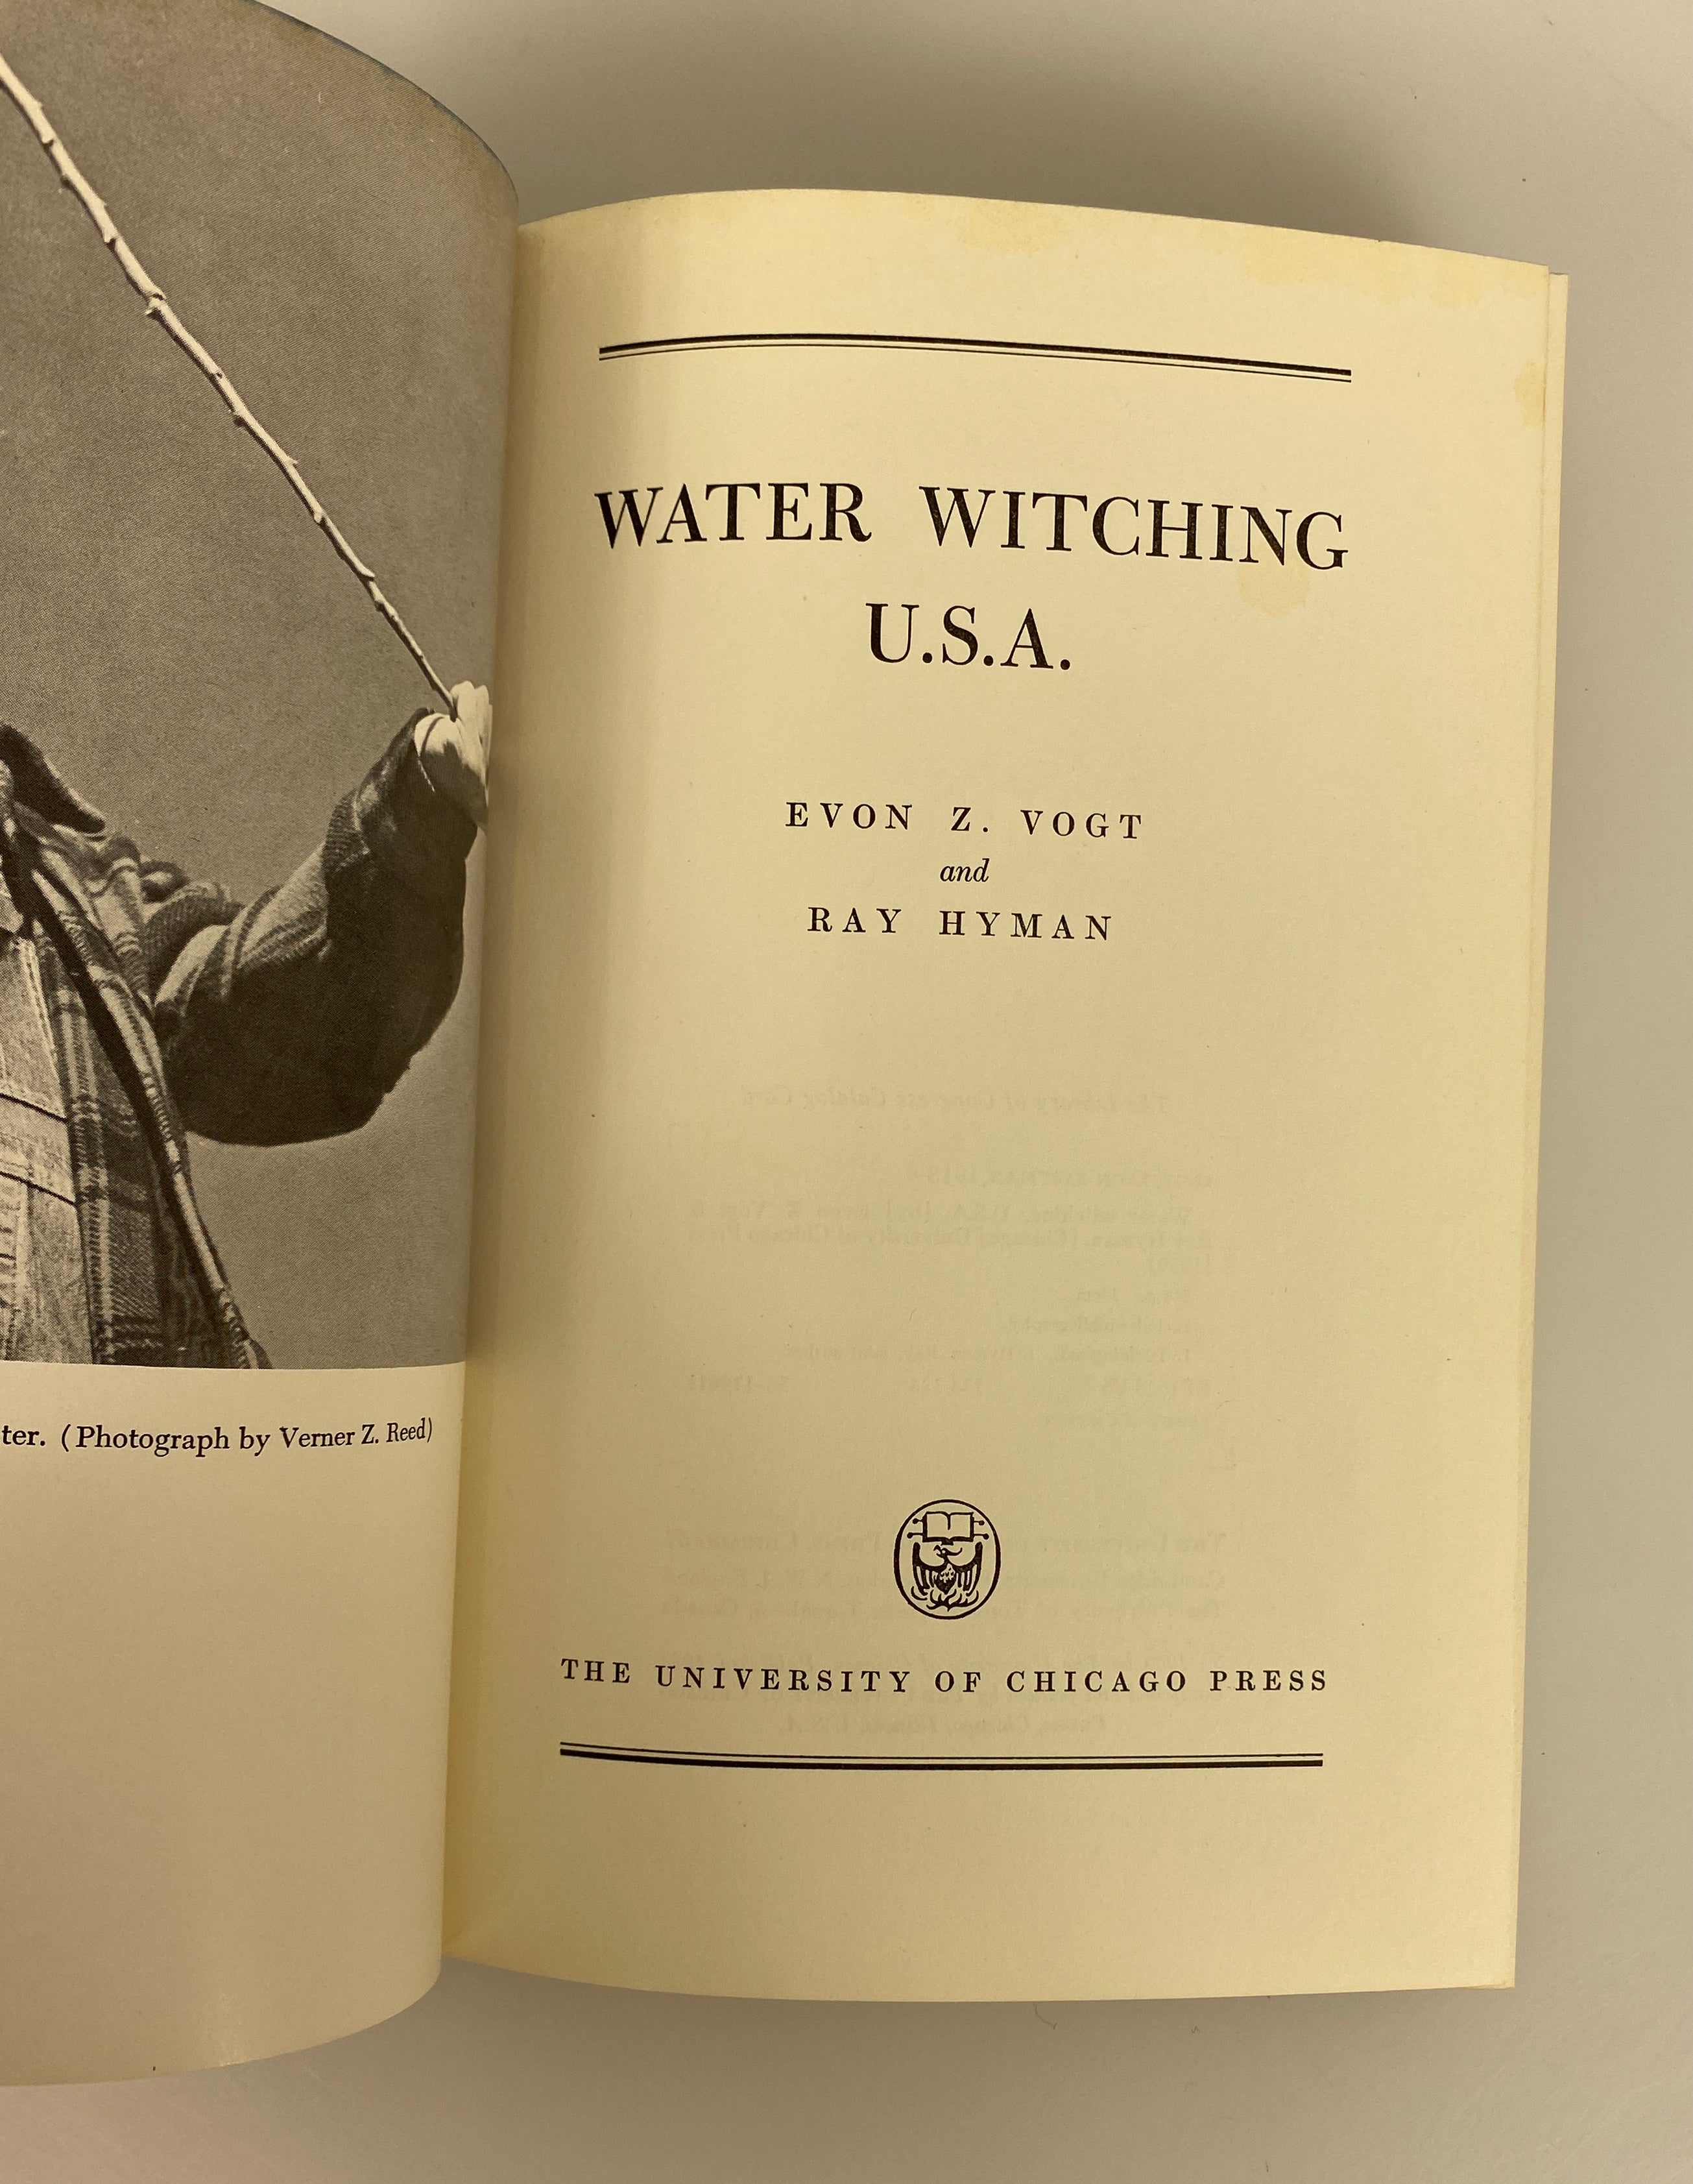 ter. (Photograph by Verner Z. Reed)
WATER WITCHING
U.S.A.
EVON Z. VOGT
and
RAY HYMAN
THE UNIVERSITY OF CHICAGO PRESS